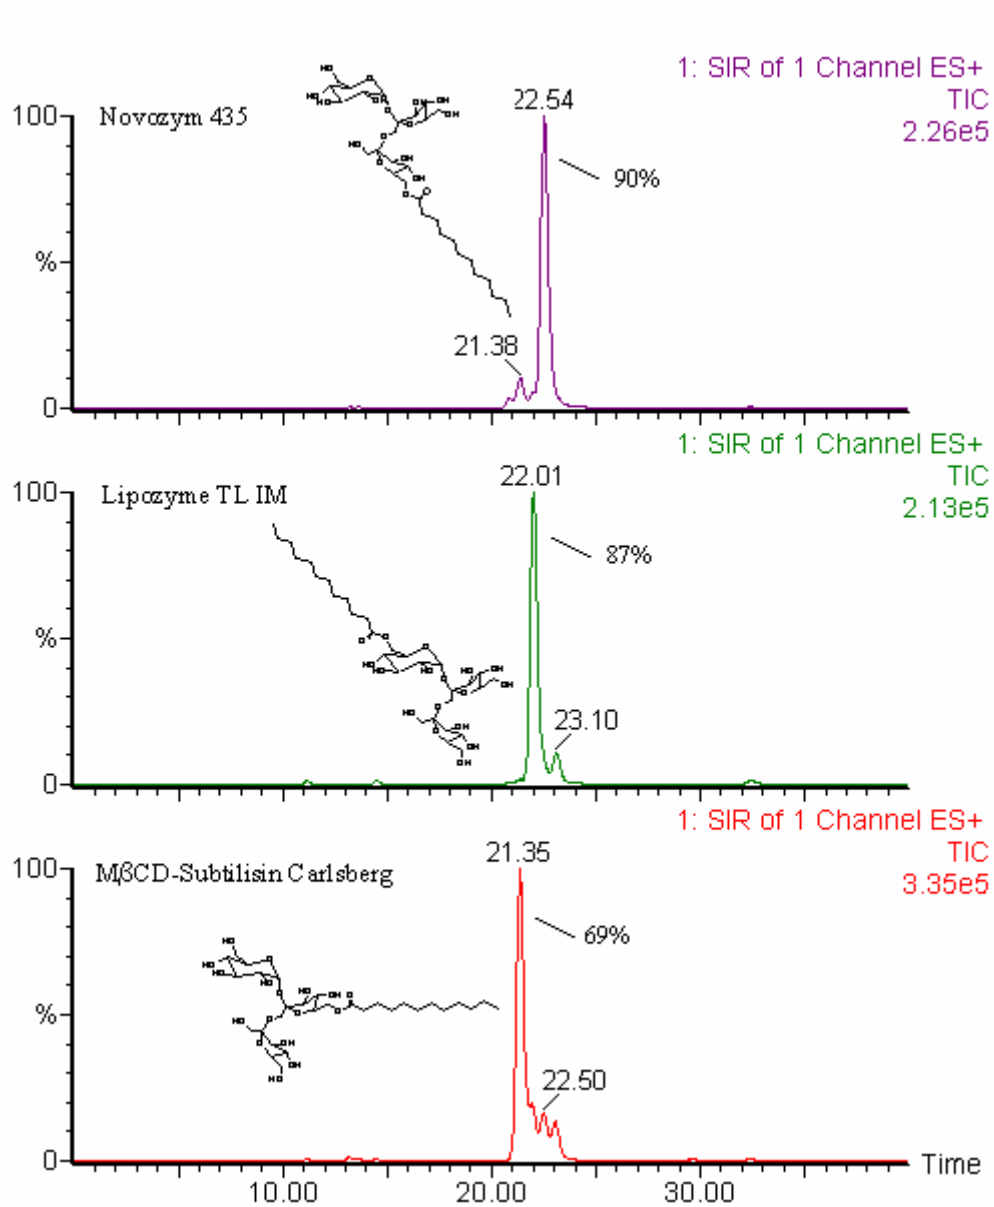 1: SIR of 1 Channel ES+
TIC
2.26e5
Novozym 435
22.54
90%
21.38
100
%
0
1: SIR of 1 Channel ES+
TIC
2.13e5
Lipozyme TL IM
22.01
87%
23.10
100
%
0
1: SIR of 1 Channel ES+
TIC
3.35e5
MβCD-Subtilisin Carlsberg
21.35
69%
22.50
100
%
0
Time
10.00 20.00 30.00